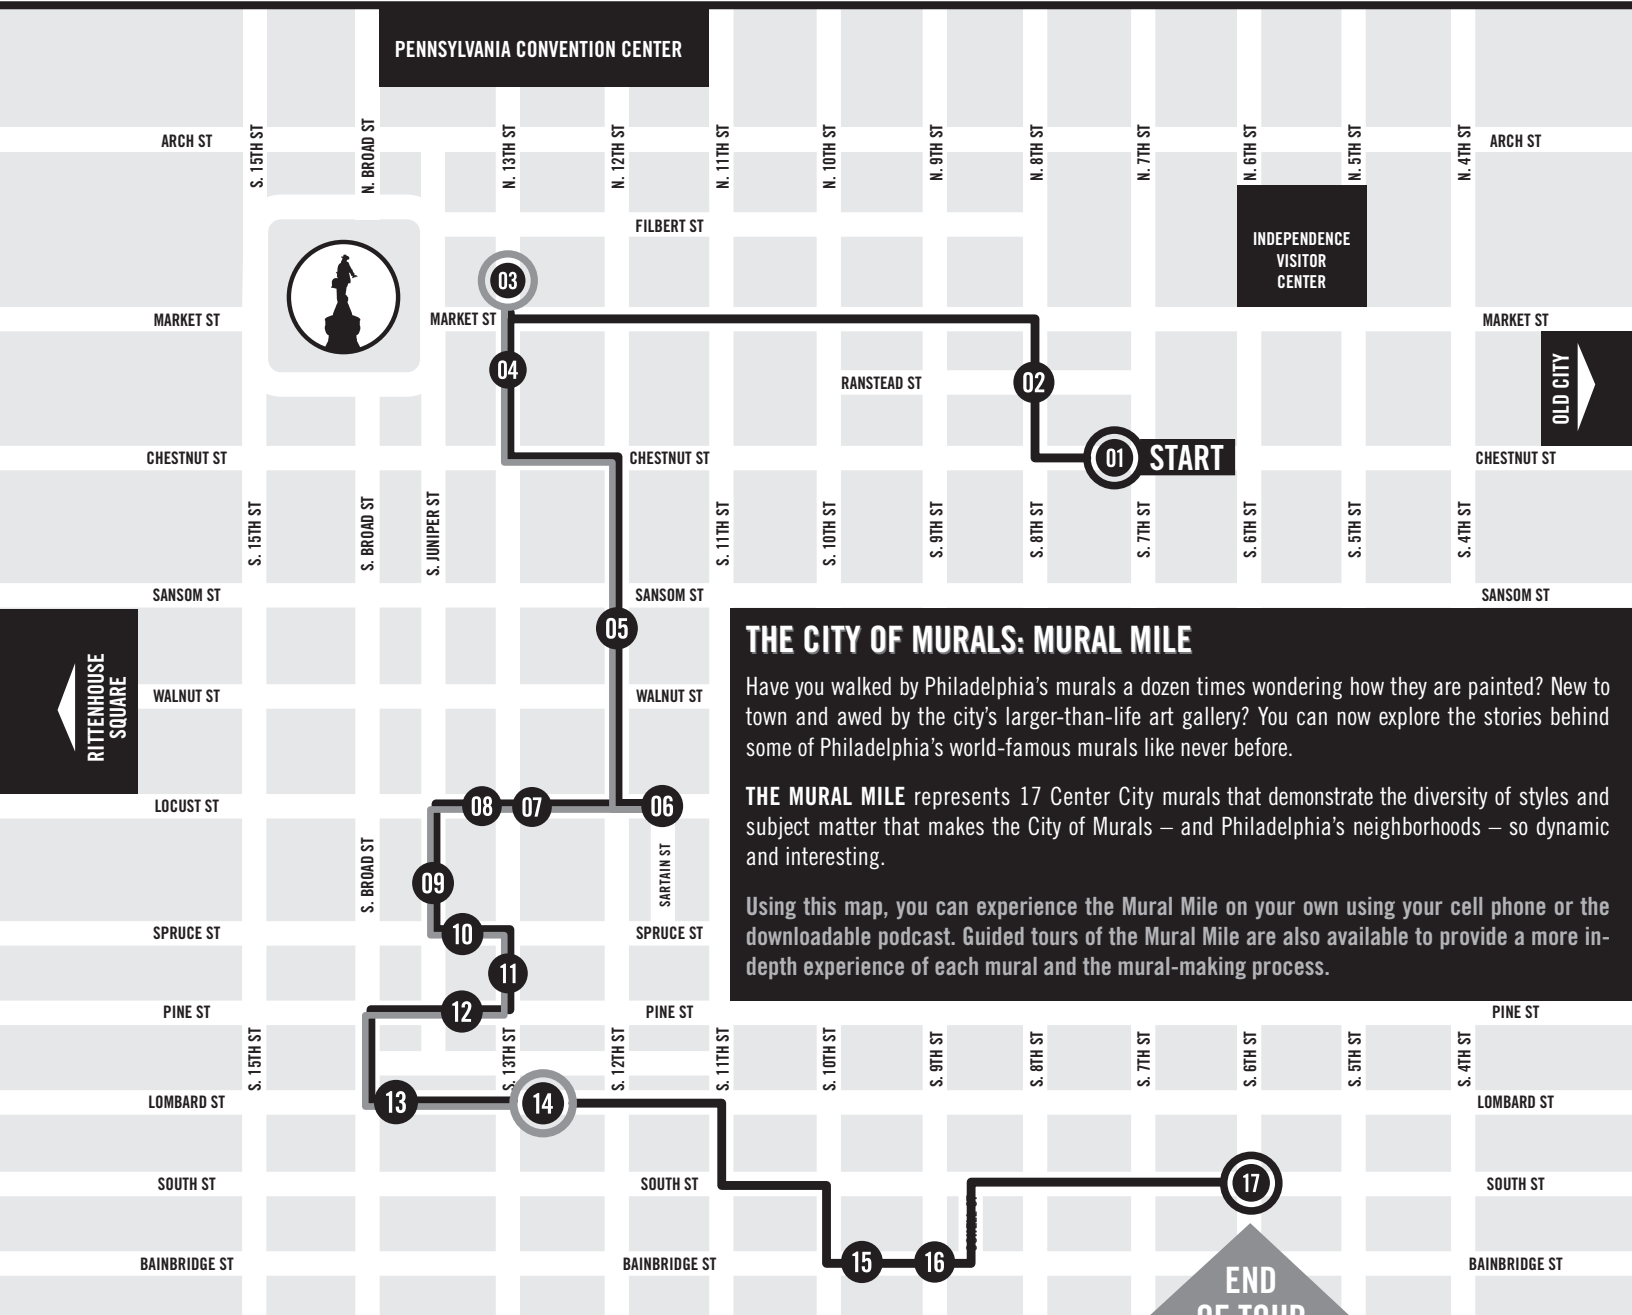 PENNSYLVANIA CONVENTION CENTER
ARCH ST
S. 15TH ST
N. BROAD ST
N. 13TH ST
N. 12TH ST
N. 11TH ST
N. 10TH ST
N. 9TH ST
N. 8TH ST
N. 7TH ST
N. 6TH ST
N. 5TH ST
N. 4TH ST
ARCH ST
FILBERT ST
INDEPENDENCE
VISITOR
CENTER
03
MARKET ST
MARKET ST
MARKET ST
04
RANSTEAD ST
02
OLD CITY
CHESTNUT ST
CHESTNUT ST
01
START
CHESTNUT ST
S. 15TH ST
S. BROAD ST
S. JUNIPER ST
S. 11TH ST
S. 10TH ST
S. 9TH ST
S. 8TH ST
S. 7TH ST
S. 6TH ST
S. 5TH ST
S. 4TH ST
SANSOM ST
SANSOM ST
SANSOM ST
05
RITTENHOUSE
SQUARE
WALNUT ST
WALNUT ST
THE CITY OF MURALS: MURAL MILE
Have you walked by Philadelphia's murals a dozen times wondering how they are painted? New to
town and awed by the city's larger-than-life art gallery? You can now explore the stories behind
some of Philadelphia's world-famous murals like never before.
THE MURAL MILE represents 17 Center City murals that demonstrate the diversity of styles and
subject matter that makes the City of Murals – and Philadelphia's neighborhoods – so dynamic
and interesting.
Using this map, you can experience the Mural Mile on your own using your cell phone or the
downloadable podcast. Guided tours of the Mural Mile are also available to provide a more in-
depth experience of each mural and the mural-making process.
LOCUST ST
08
07
06
S. BROAD ST
09
SARTAIN ST
SPRUCE ST
10
SPRUCE ST
11
PINE ST
12
PINE ST
PINE ST
S. 15TH ST
S. 13TH ST
S. 12TH ST
S. 11TH ST
S. 10TH ST
S. 9TH ST
S. 8TH ST
S. 7TH ST
S. 6TH ST
S. 5TH ST
S. 4TH ST
LOMBARD ST
13
14
LOMBARD ST
SOUTH ST
SOUTH ST
17
SOUTH ST
BAINBRIDGE ST
BAINBRIDGE ST
15
16
BAINBRIDGE ST
END
OF TOUR